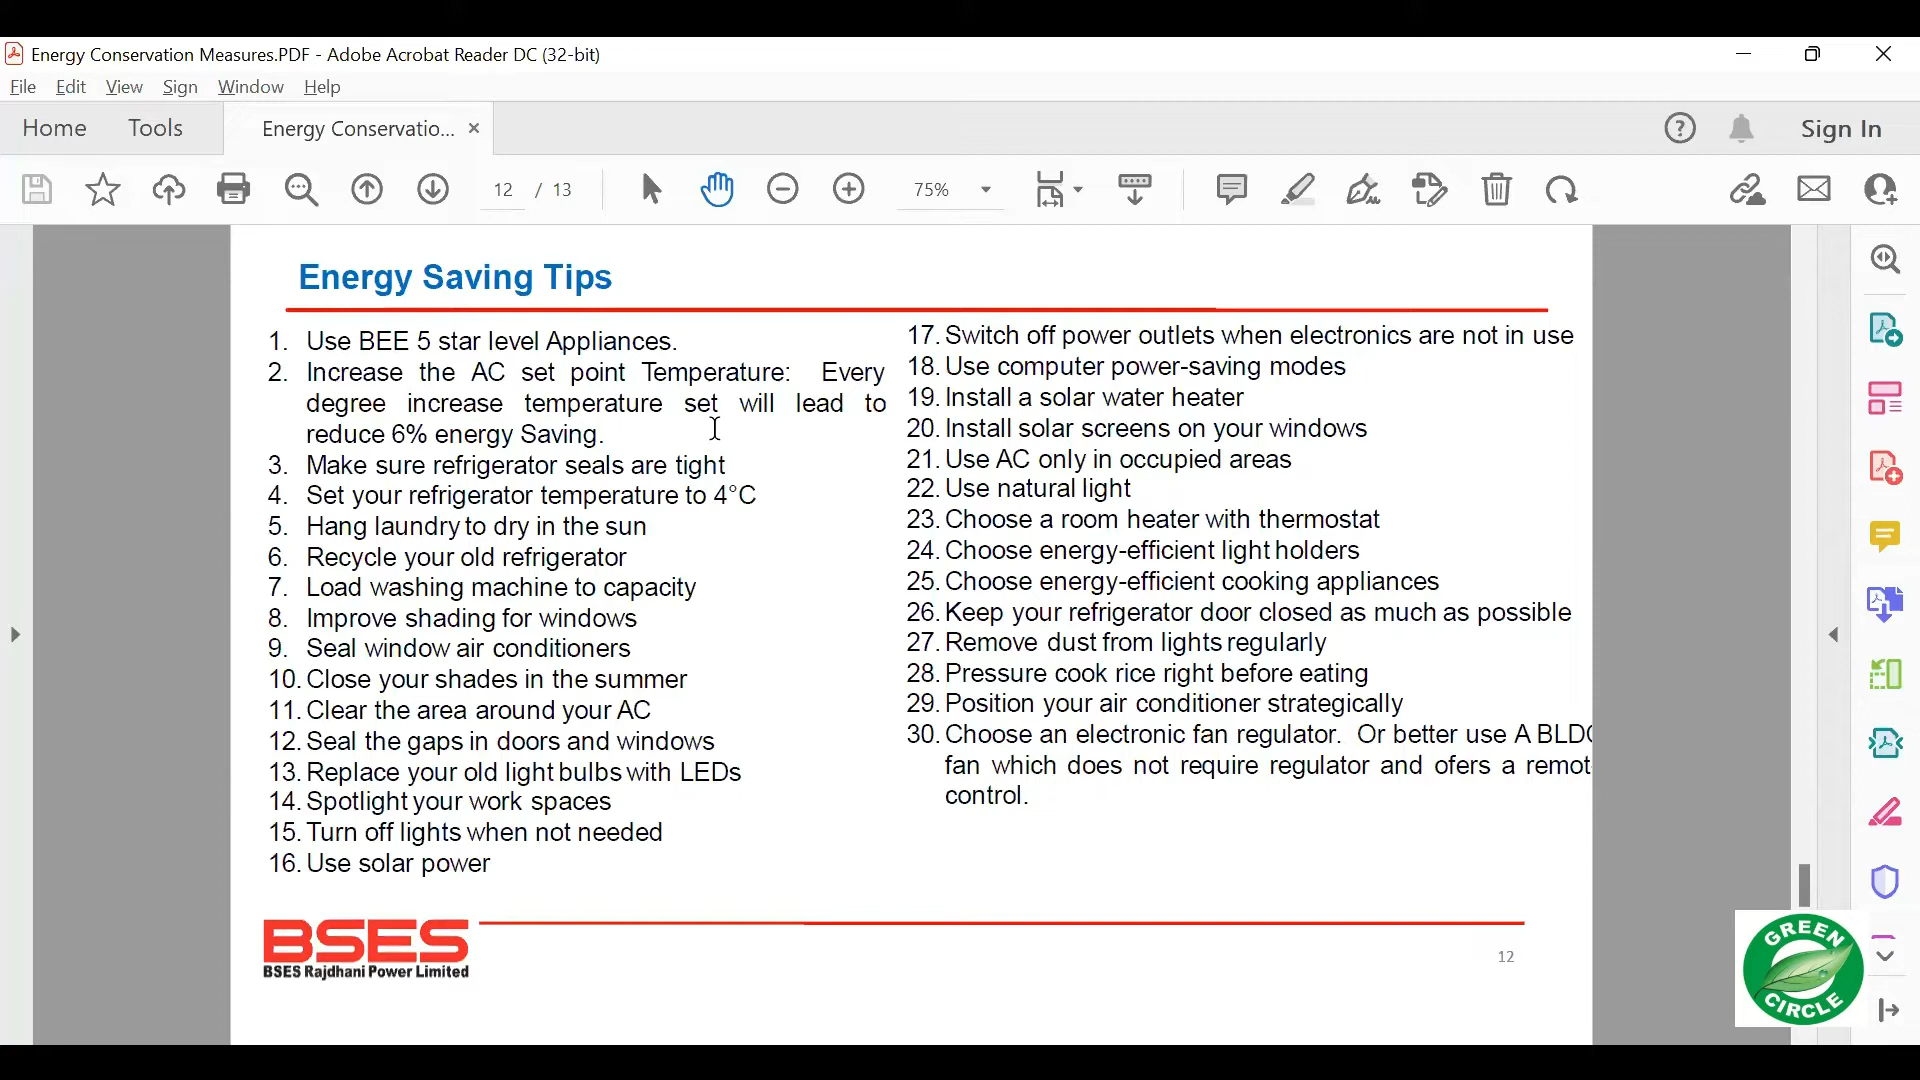 Energy Conservation Measures.PDF - Adobe Acrobat Reader DC (32-bit)
File Edit View Sign Window Help
Home Tools Energy Conservatio... × Sign In
12 / 13 75%
Energy Saving Tips
1. Use BEE 5 star level Appliances.
2. Increase the AC set point Temperature: Every
degree increase temperature set will lead to
reduce 6% energy Saving.
3. Make sure refrigerator seals are tight
4. Set your refrigerator temperature to 4°C
5. Hang laundry to dry in the sun
6. Recycle your old refrigerator
7. Load washing machine to capacity
8. Improve shading for windows
9. Seal window air conditioners
10. Close your shades in the summer
11. Clear the area around your AC
12. Seal the gaps in doors and windows
13. Replace your old light bulbs with LEDs
14. Spotlight your work spaces
15. Turn off lights when not needed
16. Use solar power
17. Switch off power outlets when electronics are not in use
18. Use computer power-saving modes
19. Install a solar water heater
20. Install solar screens on your windows
21. Use AC only in occupied areas
22. Use natural light
23. Choose a room heater with thermostat
24. Choose energy-efficient light holders
25. Choose energy-efficient cooking appliances
26. Keep your refrigerator door closed as much as possible
27. Remove dust from lights regularly
28. Pressure cook rice right before eating
29. Position your air conditioner strategically
30. Choose an electronic fan regulator. Or better use A BLDC
fan which does not require regulator and ofers a remot
control.
BSES
BSES Rajdhani Power Limited
12
GREEN
CIRCLE